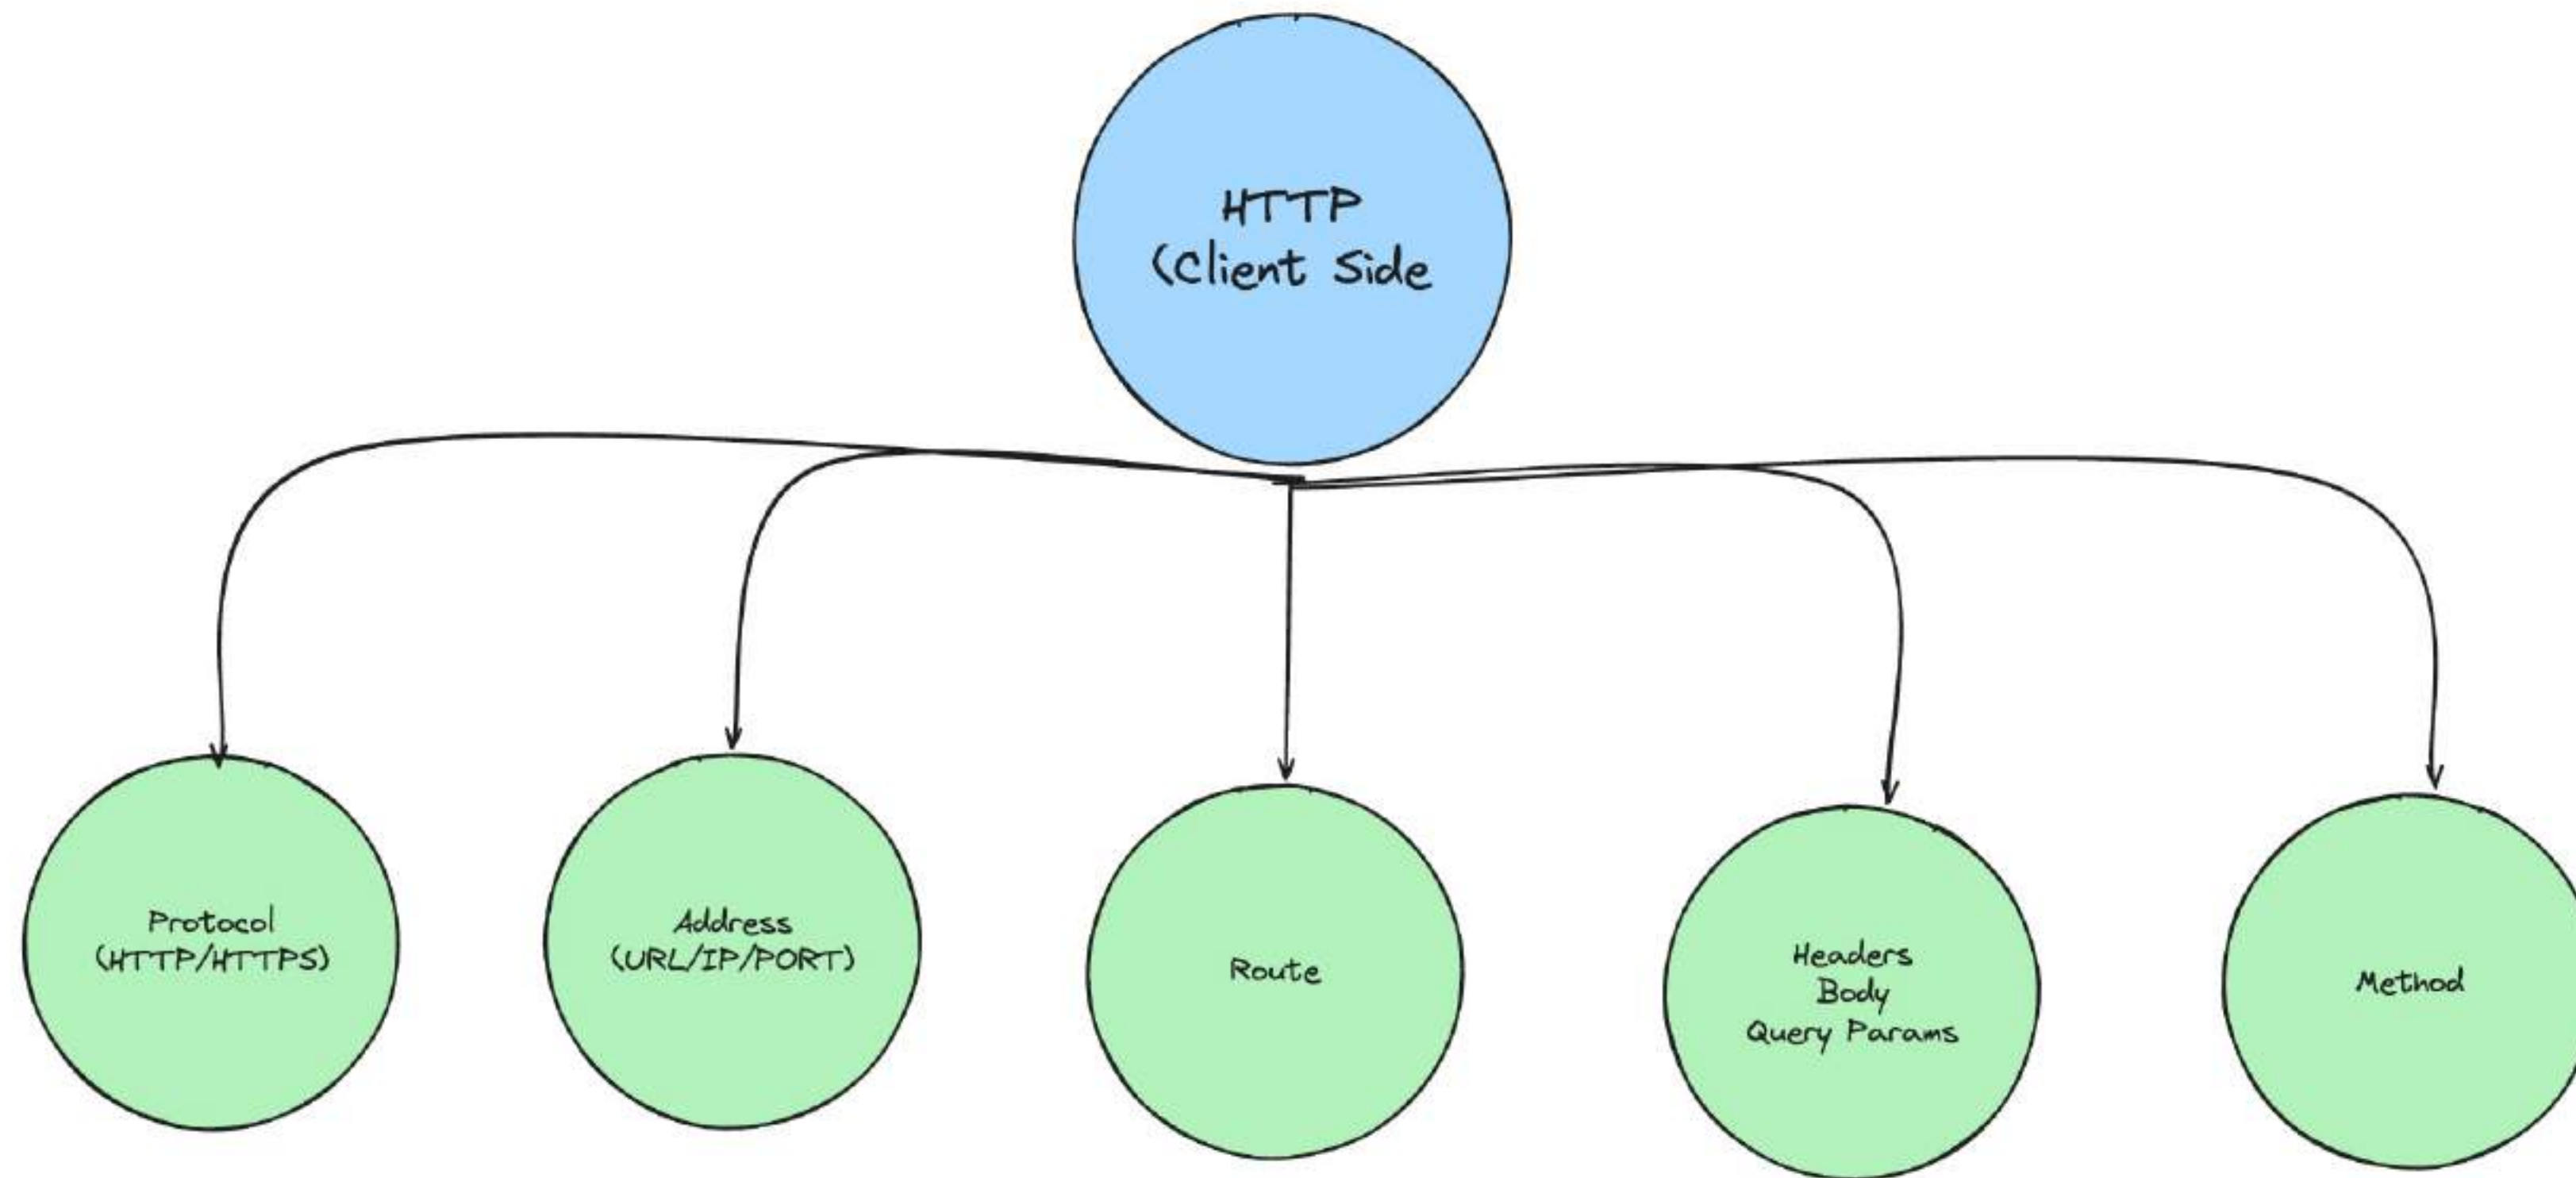 HTTP
(Client Side
Protocol
(HTTP/HTTPS)
Address
(URL/IP/PORT)
Route
Headers
Body
Query Params
Method